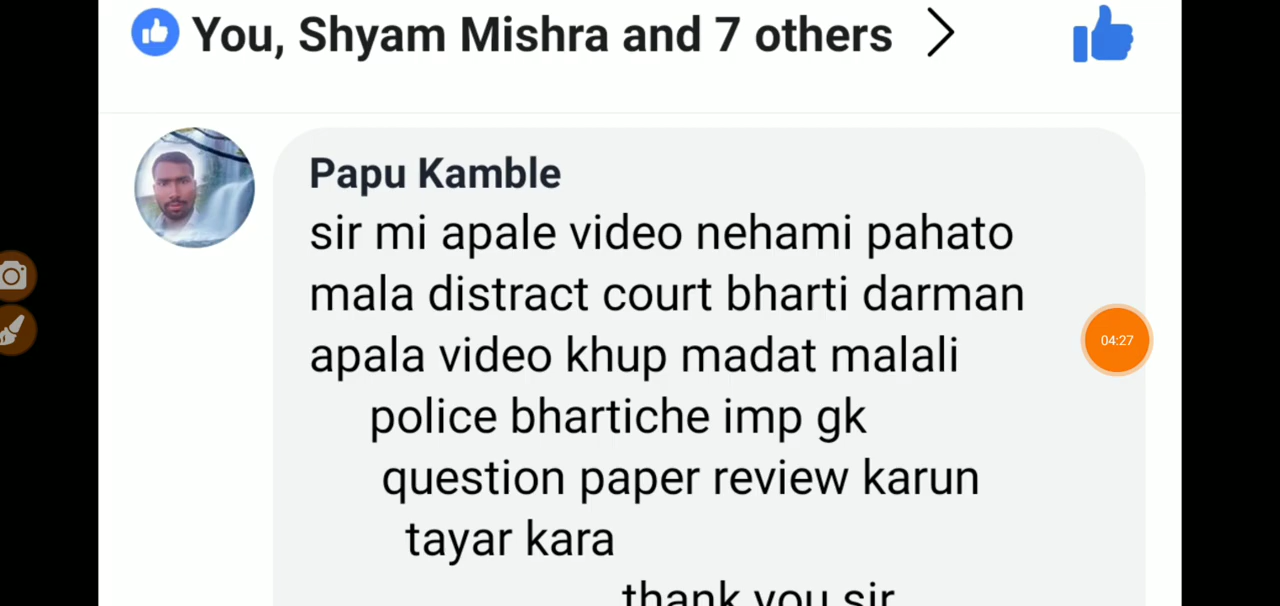 You, Shyam Mishra and 7 others
Papu Kamble
sir mi apale video nehami pahato
mala distract court bharti darman
apala video khup madat malali
police bhartiche imp gk
question paper review karun
tayar kara
thank you sir
04:27